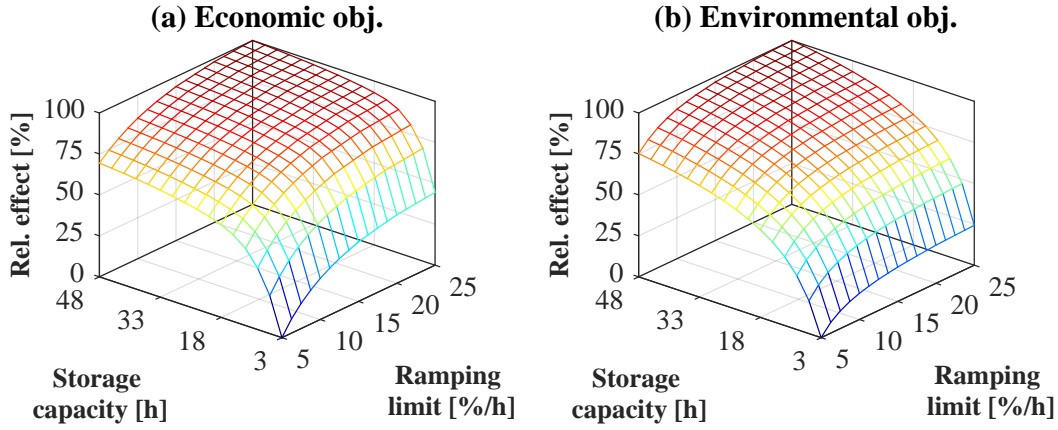 (a) Economic obj.
Rel. effect [%]
100
75
50
25
0
48
33
18
3
5
10
15
20
25
Storage
capacity [h]
Ramping
limit [%/h]
(b) Environmental obj.
Rel. effect [%]
100
75
50
25
0
48
33
18
3
5
10
15
20
25
Storage
capacity [h]
Ramping
limit [%/h]